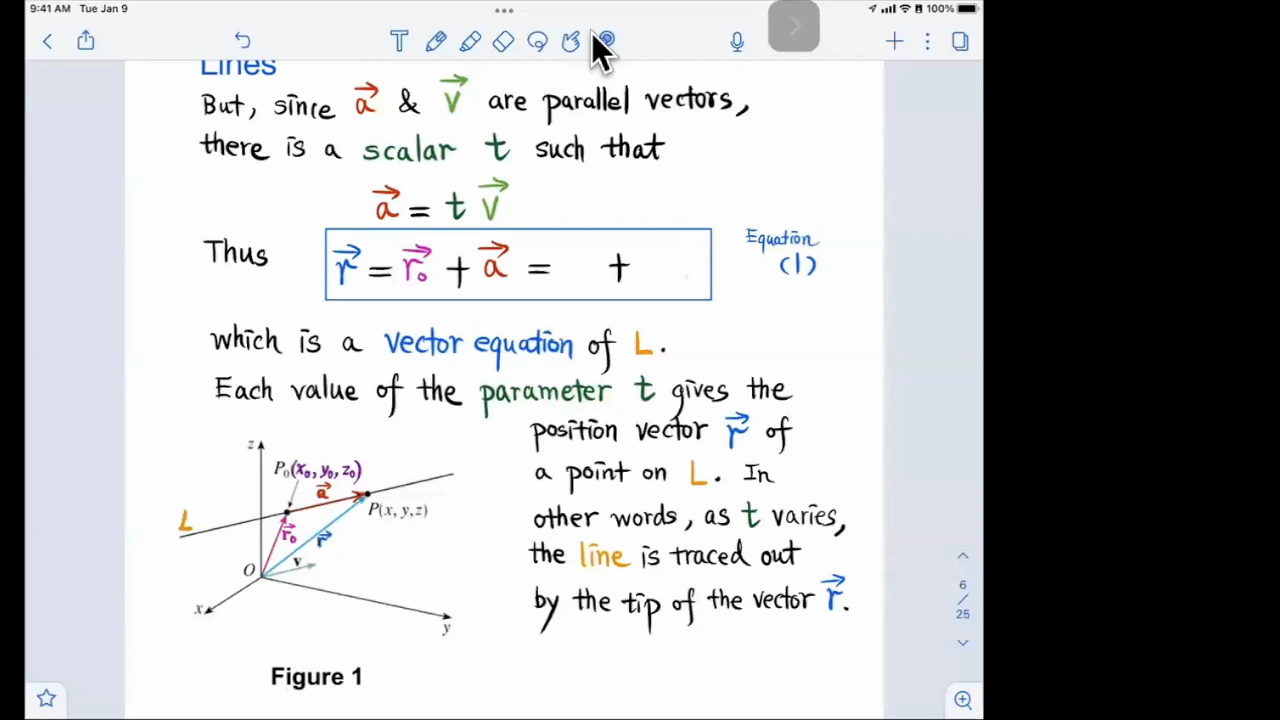 9:41 AM Tue Jan 9
100%
Lines
But, since a⃗ & v⃗ are parallel vectors,
there is a scalar t such that
a⃗ = t v⃗
Thus r⃗ = r⃗₀ + a⃗ = +
Equation
(1)
which is a vector equation of L.
Each value of the parameter t gives the
position vector r⃗ of
a point on L. In
other words, as t varies,
the line is traced out
by the tip of the vector r⃗.
z
P₀(x₀, y₀, z₀)
a⃗
P(x, y, z)
L
r⃗₀
r⃗
v
O
x
y
Figure 1
6
/
25